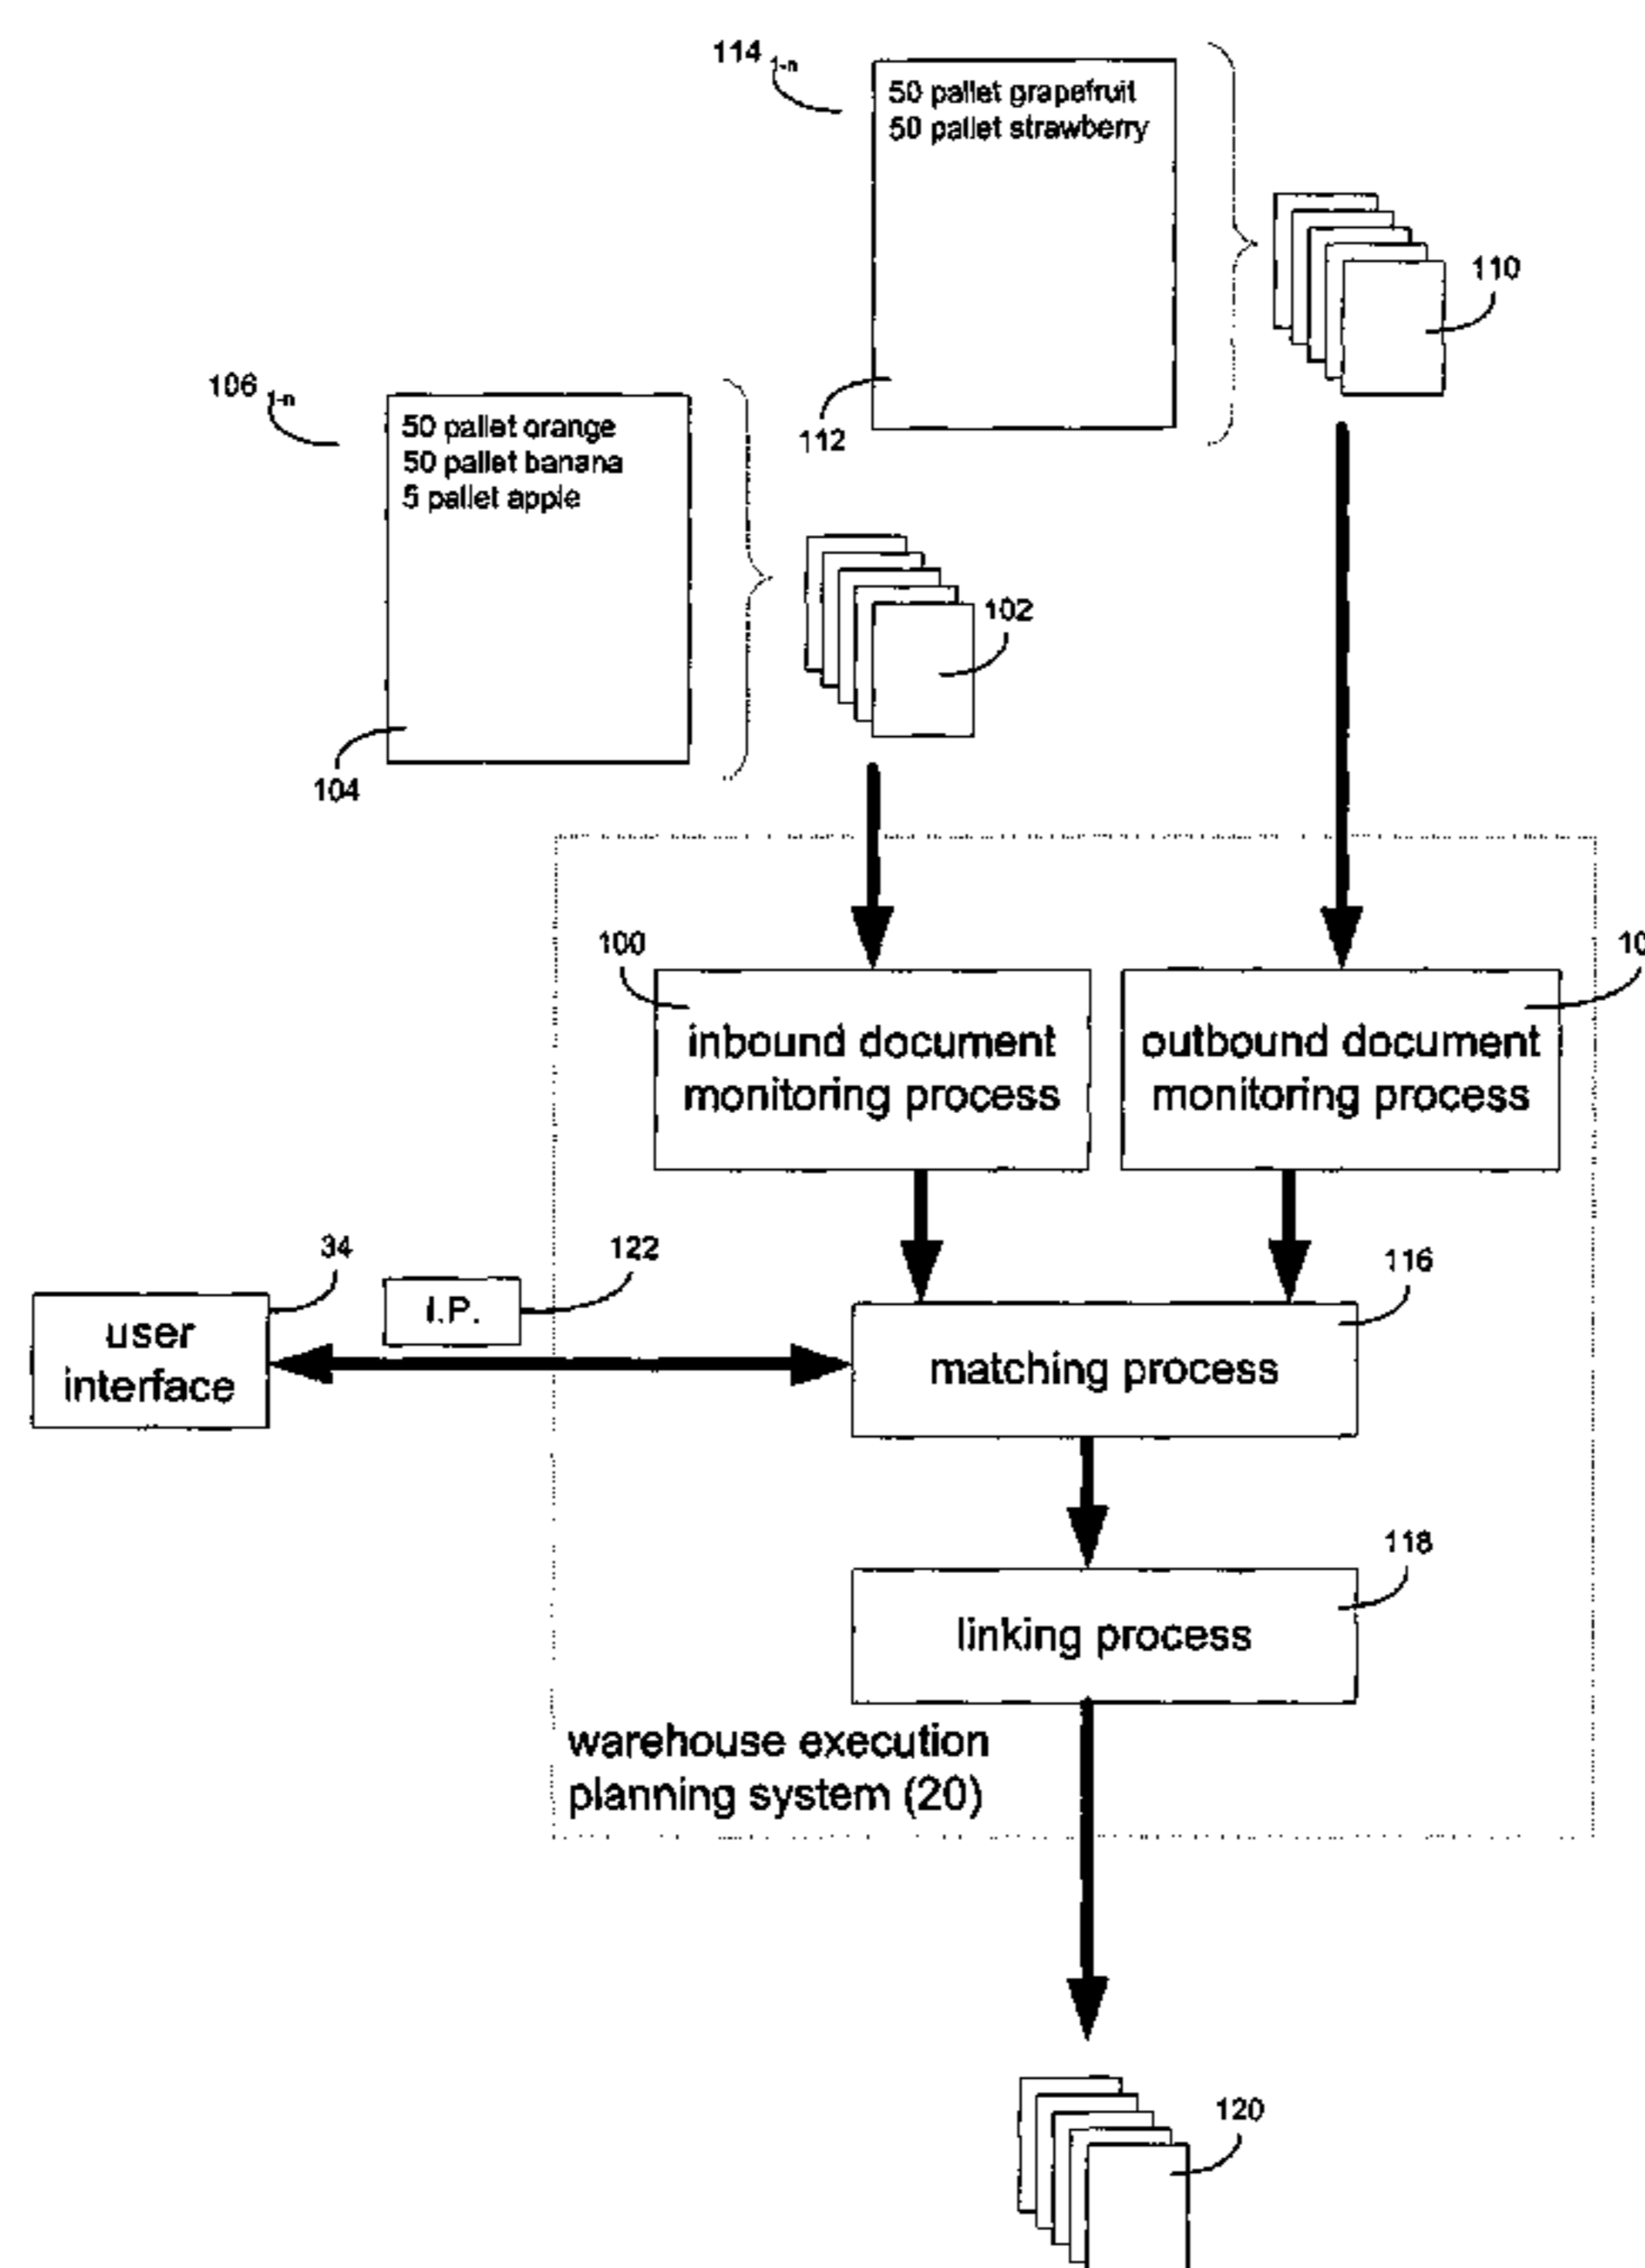 114 1-n
50 pallet grapefruit
50 pallet strawberry
110
112
106 1-n
50 pallet orange
50 pallet banana
5 pallet apple
102
104
100
10
inbound document
monitoring process
outbound document
monitoring process
34
122
116
I.P.
user
interface
matching process
118
linking process
warehouse execution
planning system (20)
120